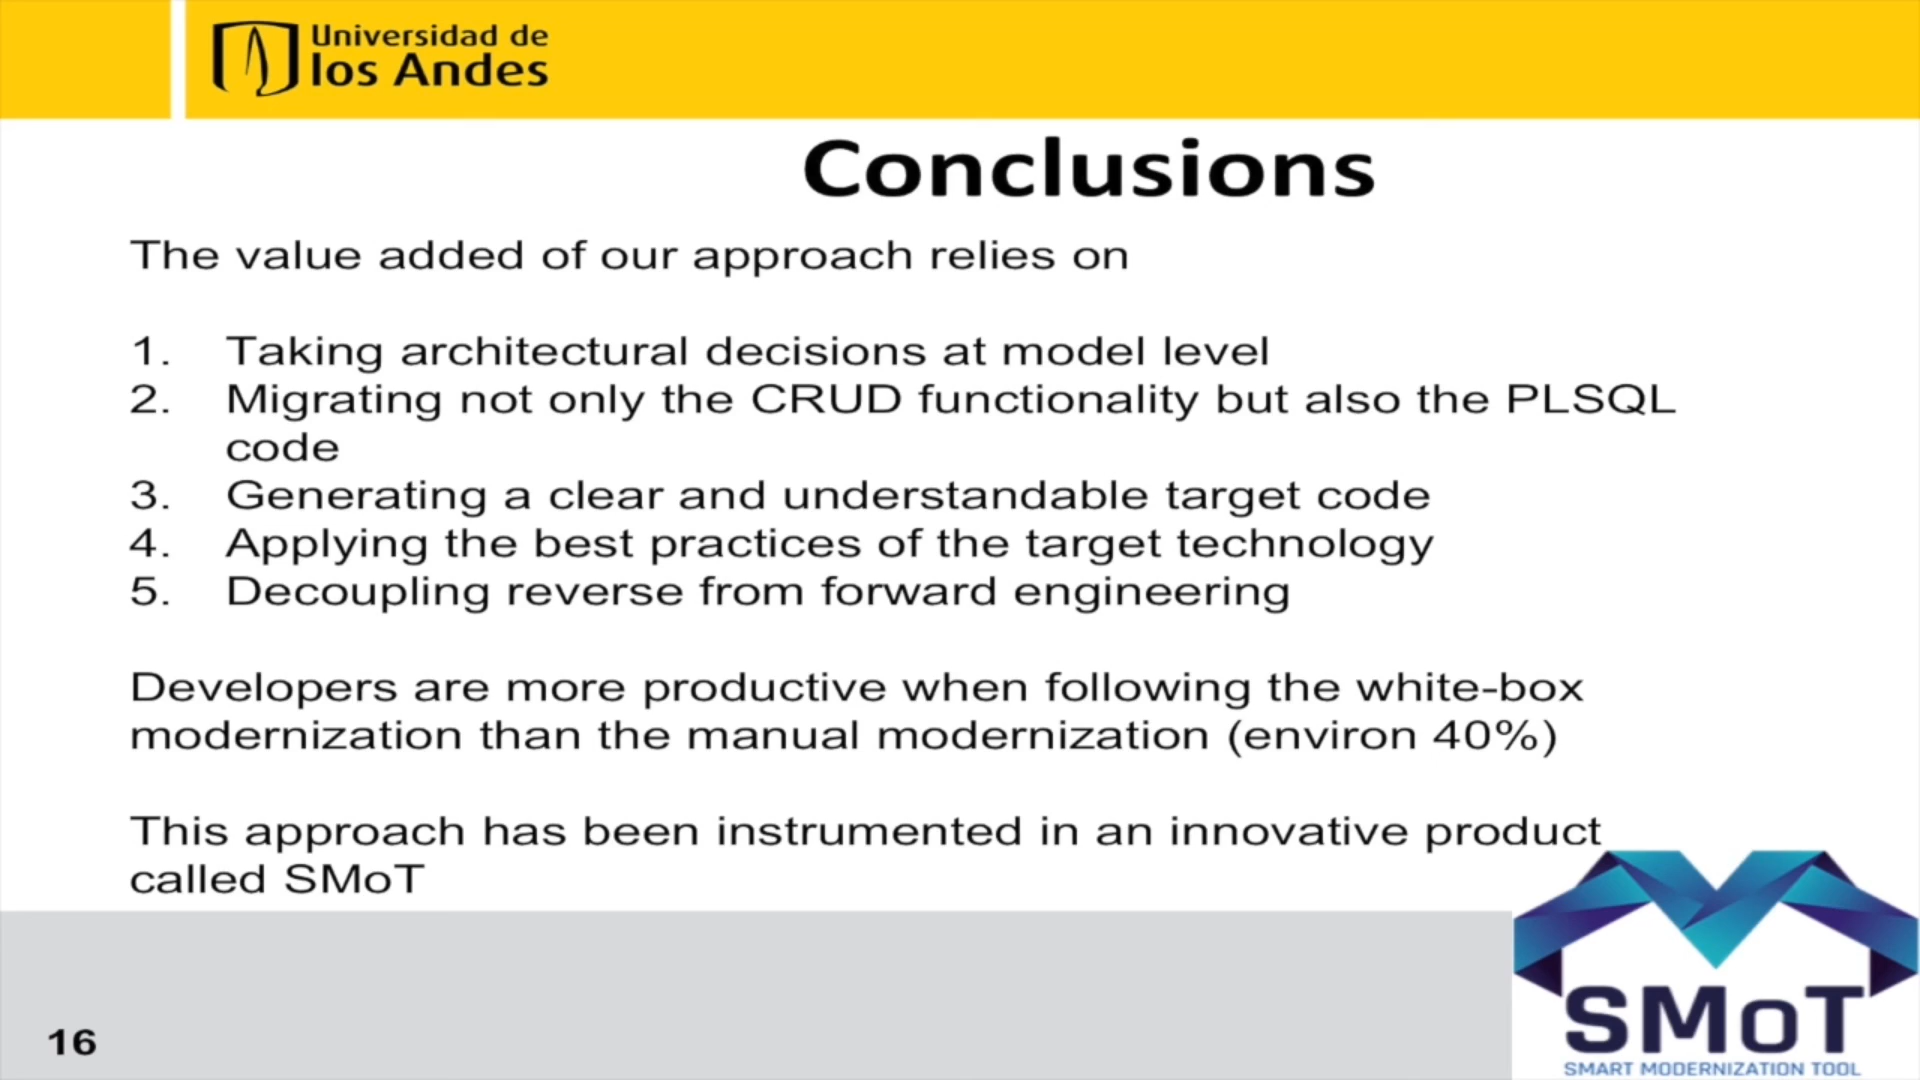 Universidad de
los Andes
Conclusions
The value added of our approach relies on
1. Taking architectural decisions at model level
2. Migrating not only the CRUD functionality but also the PLSQL
code
3. Generating a clear and understandable target code
4. Applying the best practices of the target technology
5. Decoupling reverse from forward engineering
Developers are more productive when following the white-box
modernization than the manual modernization (environ 40%)
This approach has been instrumented in an innovative product
called SMoT
SMoT
SMART MODERNIZATION TOOL
16